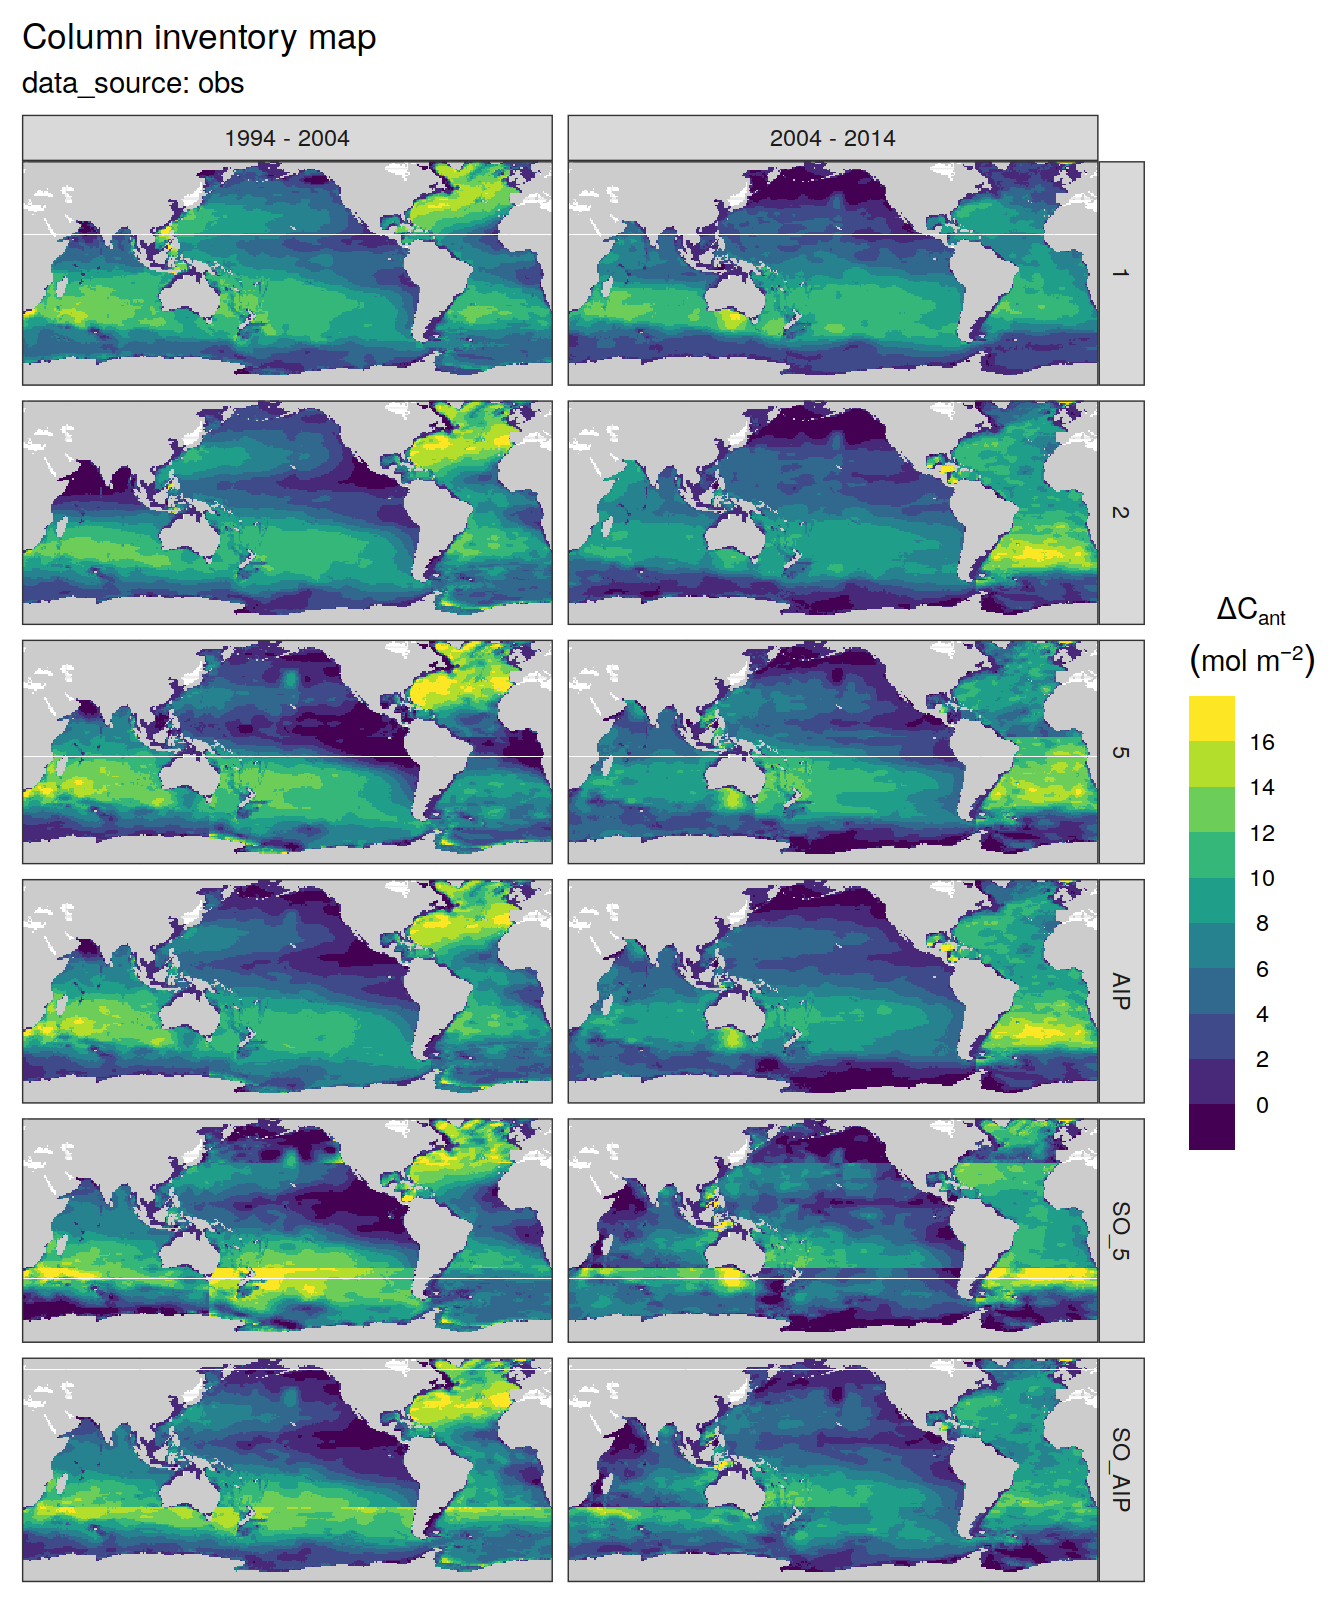 Column inventory map
data_source: obs
1994 - 2004
2004 - 2014
1
2
5
AIP
SO_5
SO_AIP
ΔCant
(mol m−2)
16
14
12
10
8
6
4
2
0